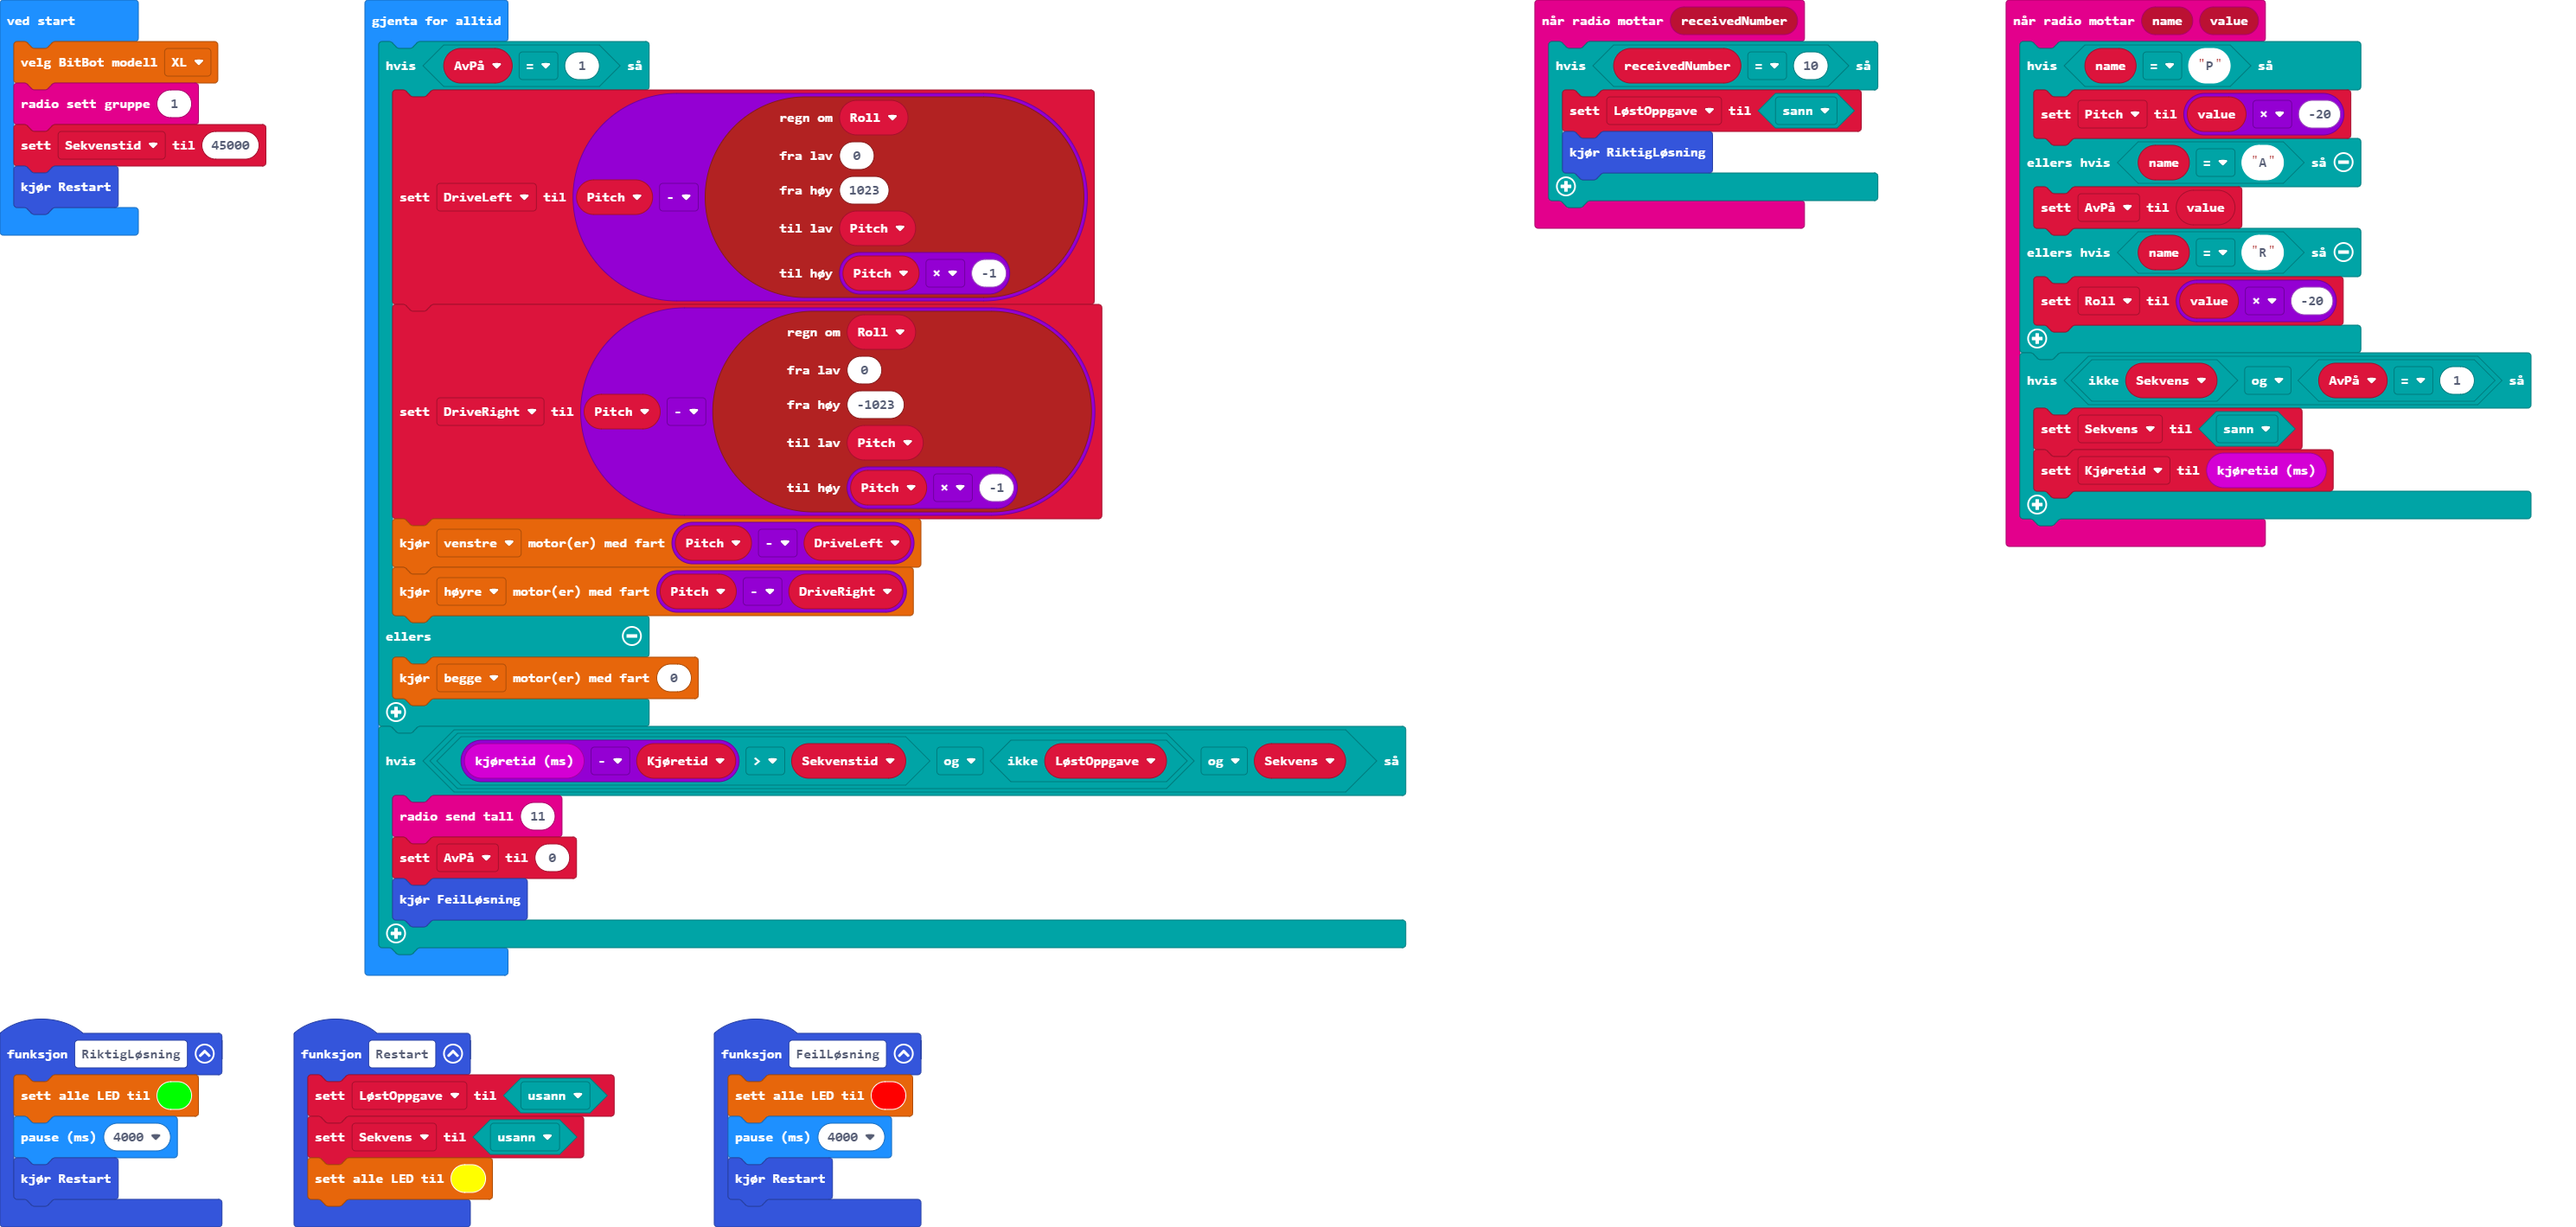 ved start
velg BitBot modell XL
radio sett gruppe 1
sett Sekvenstid til 45000
kjør Restart
gjenta for alltid
hvis AvPå = 1 så
sett DriveLeft til Pitch - regn om Roll
fra lav 0
fra høy 1023
til lav Pitch
til høy Pitch × -1
sett DriveRight til Pitch - regn om Roll
fra lav 0
fra høy -1023
til lav Pitch
til høy Pitch × -1
kjør venstre motor(er) med fart Pitch - DriveLeft
kjør høyre motor(er) med fart Pitch - DriveRight
ellers
kjør begge motor(er) med fart 0
hvis kjøretid (ms) - Kjøretid > Sekvenstid og ikke LøstOppgave og Sekvens så
radio send tall 11
sett AvPå til 0
kjør FeilLøsning
når radio mottar receivedNumber
hvis receivedNumber = 10 så
sett LøstOppgave til sann
kjør RiktigLøsning
når radio mottar name value
hvis name = "P" så
sett Pitch til value × -20
ellers hvis name = "A" så
sett AvPå til value
ellers hvis name = "R" så
sett Roll til value × -20
hvis ikke Sekvens og AvPå = 1 så
sett Sekvens til sann
sett Kjøretid til kjøretid (ms)
funksjon RiktigLøsning
sett alle LED til
pause (ms) 4000
kjør Restart
funksjon Restart
sett LøstOppgave til usann
sett Sekvens til usann
sett alle LED til
funksjon FeilLøsning
sett alle LED til
pause (ms) 4000
kjør Restart